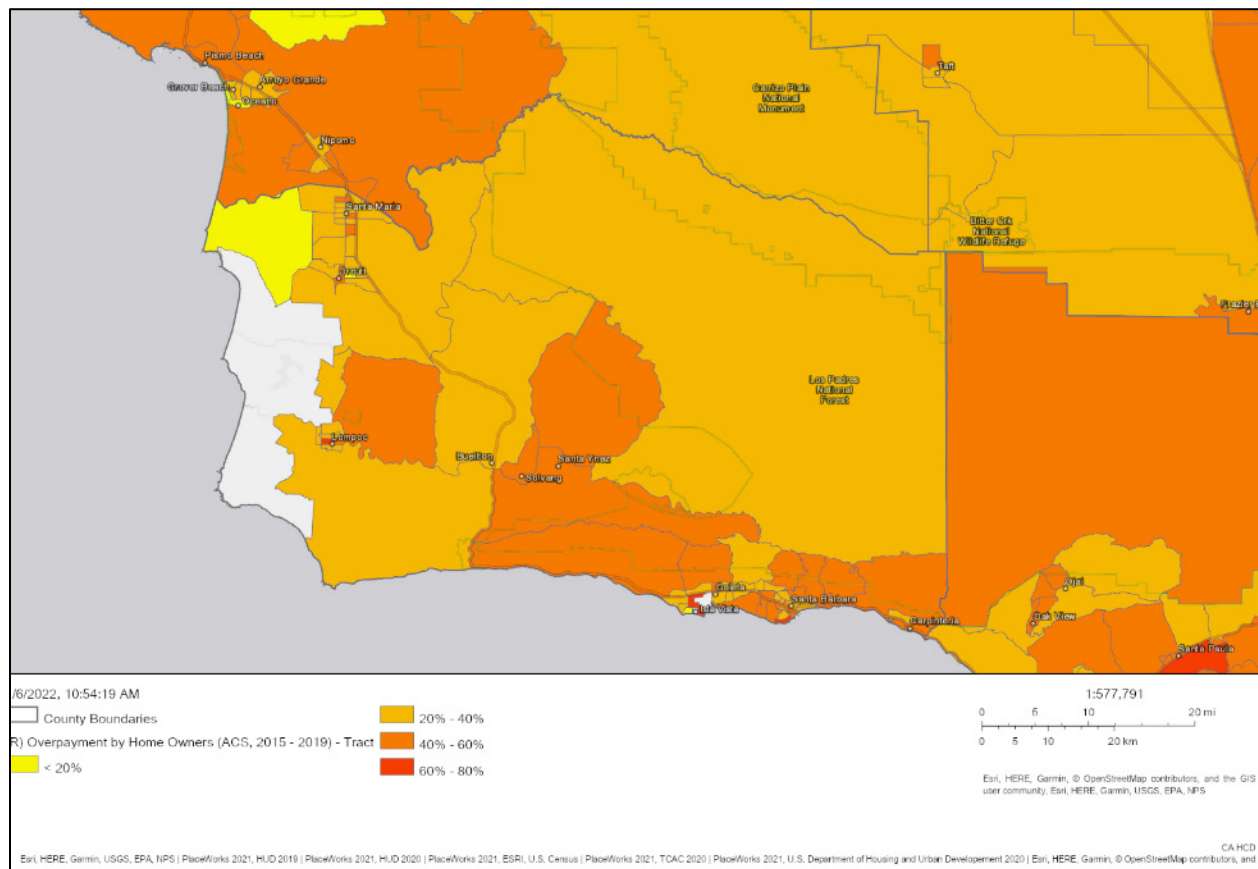 Pismo Beach
Arroyo Grande
Grover Beach
Oceano
Nipomo
Santa Maria
Orcutt
Carrizo Plain
National
Monument
Taft
Bitter Crk
National
Wildlife Refuge
Frazier
Los Padres
National
Forest
Lompoc
Buellton
Santa Ynez
Solvang
Goleta
Isla Vista
Santa Barbara
Carpinteria
Ojai
Oak View
Santa Paula
/6/2022, 10:54:19 AM
County Boundaries
R) Overpayment by Home Owners (ACS, 2015 - 2019) - Tract
< 20%
20% - 40%
40% - 60%
60% - 80%
1:577,791
0 5 10 20 mi
0 5 10 20 km
Esri, HERE, Garmin, © OpenStreetMap contributors, and the GIS
user community, Esri, HERE, Garmin, USGS, EPA, NPS
CA HCD
Esri, HERE, Garmin, USGS, EPA, NPS | PlaceWorks 2021, HUD 2019 | PlaceWorks 2021, HUD 2020 | PlaceWorks 2021, ESRI, U.S. Census | PlaceWorks 2021, TCAC 2020 | PlaceWorks 2021, U.S. Department of Housing and Urban Developement 2020 | Esri, HERE, Garmin, © OpenStreetMap contributors, and